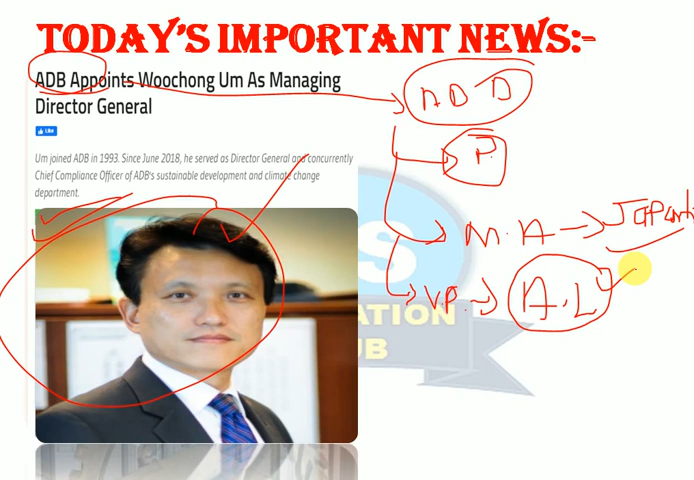 TODAY'S IMPORTANT NEWS:-
ADB Appoints Woochong Um As Managing
Director General
Like
Um joined ADB in 1993. Since June 2018, he served as Director General and concurrently
Chief Compliance Officer of ADB's sustainable development and climate change
department.
P.
M.A
V.P.
A.L
ATION
UB